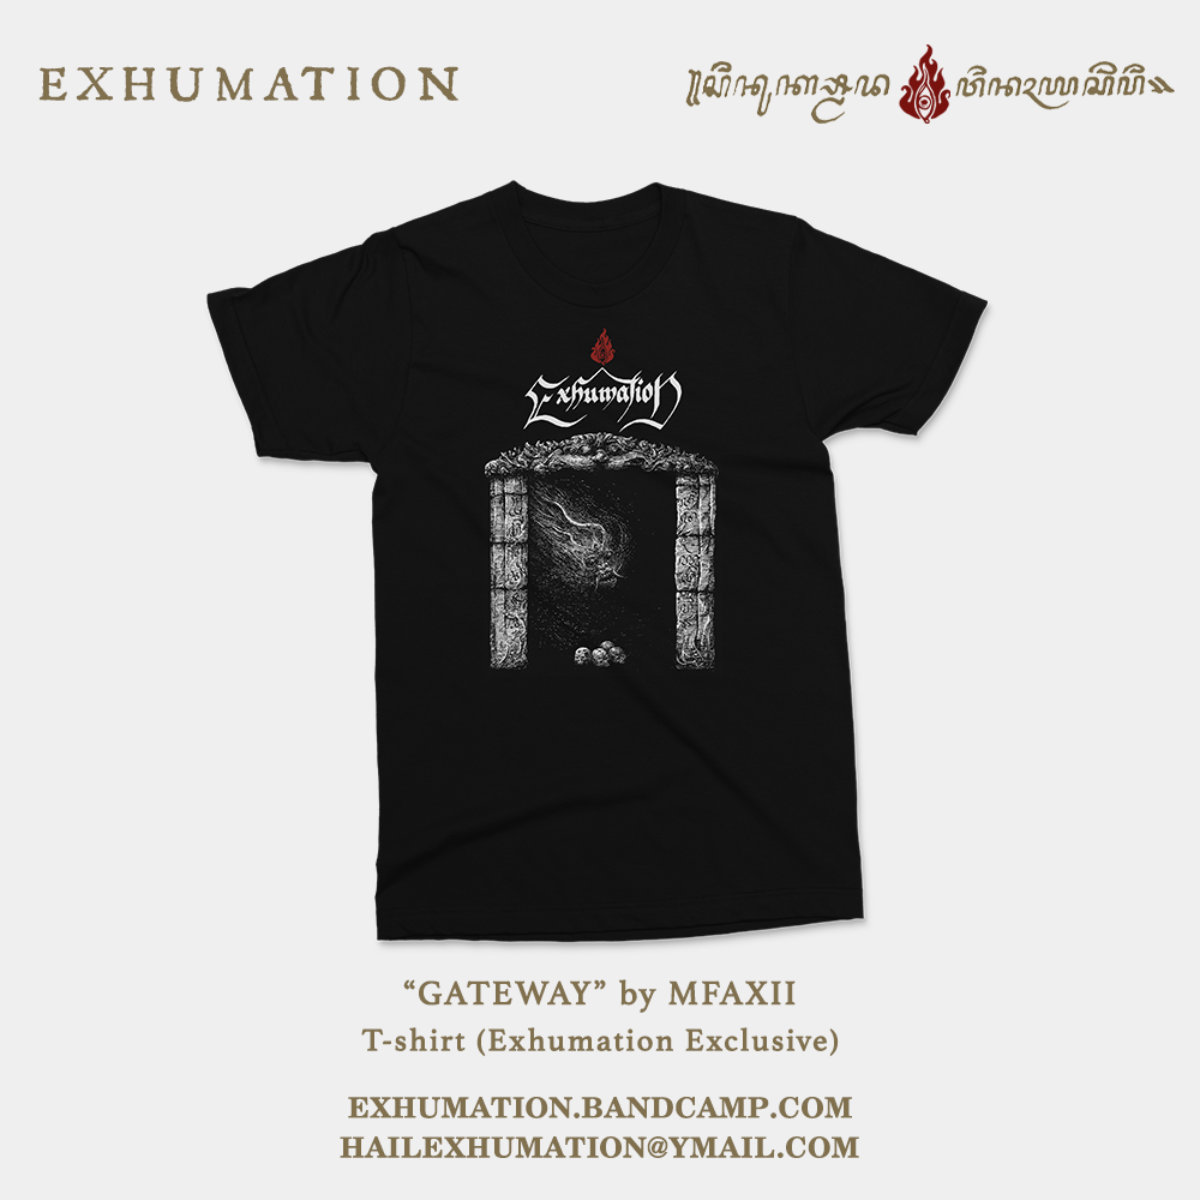 EXHUMATION
Exhumation
“GATEWAY” by MFAXII
T-shirt (Exhumation Exclusive)
EXHUMATION.BANDCAMP.COM
HAILEXHUMATION@YMAIL.COM